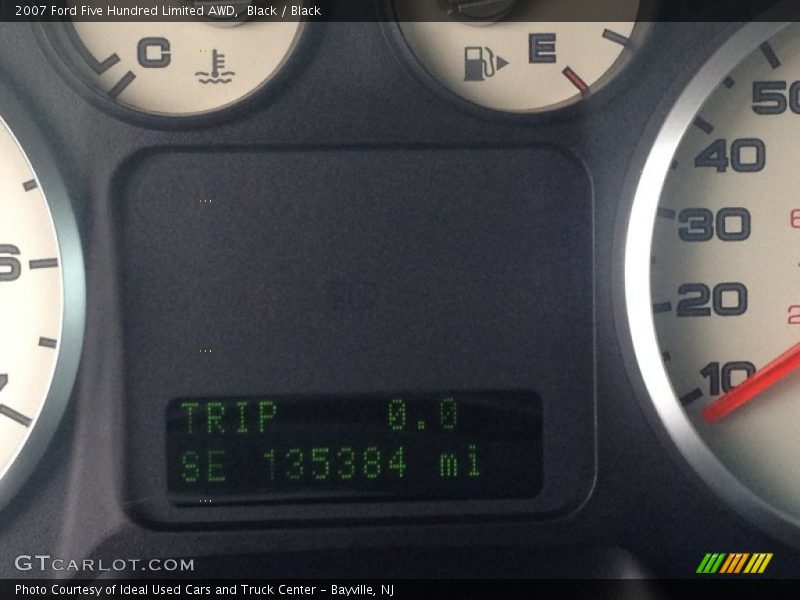 2007 Ford Five Hundred Limited AWD, Black / Black
C
E
50
40
30
20
10
6
TRIP 0.0
SE 135384 mi
GTCARLOT.COM
Photo Courtesy of Ideal Used Cars and Truck Center - Bayville, NJ